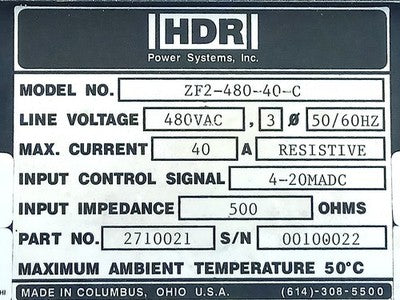 HDR
Power Systems, Inc.
MODEL NO. ZF2-480-40-C
LINE VOLTAGE 480VAC , 3 Ø 50/60HZ
MAX. CURRENT 40 A RESISTIVE
INPUT CONTROL SIGNAL 4-20MADC
INPUT IMPEDANCE 500 OHMS
PART NO. 2710021 S/N 00100022
MAXIMUM AMBIENT TEMPERATURE 50°C
MADE IN COLUMBUS, OHIO U.S.A. (614)-308-5500